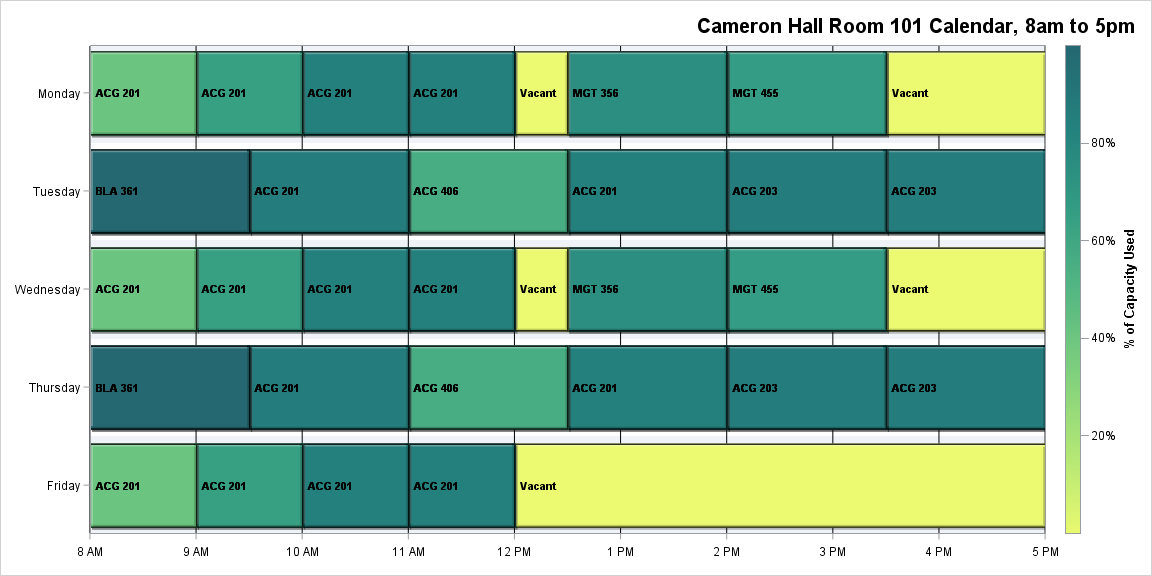 Cameron Hall Room 101 Calendar, 8am to 5pm
Monday ACG 201 ACG 201 ACG 201 ACG 201 Vacant MGT 356 MGT 455 Vacant
Tuesday BLA 361 ACG 201 ACG 406 ACG 201 ACG 203 ACG 203
Wednesday ACG 201 ACG 201 ACG 201 ACG 201 Vacant MGT 356 MGT 455 Vacant
Thursday BLA 361 ACG 201 ACG 406 ACG 201 ACG 203 ACG 203
Friday ACG 201 ACG 201 ACG 201 ACG 201 Vacant
8 AM 9 AM 10 AM 11 AM 12 PM 1 PM 2 PM 3 PM 4 PM 5 PM
80%
60%
40%
20%
% of Capacity Used